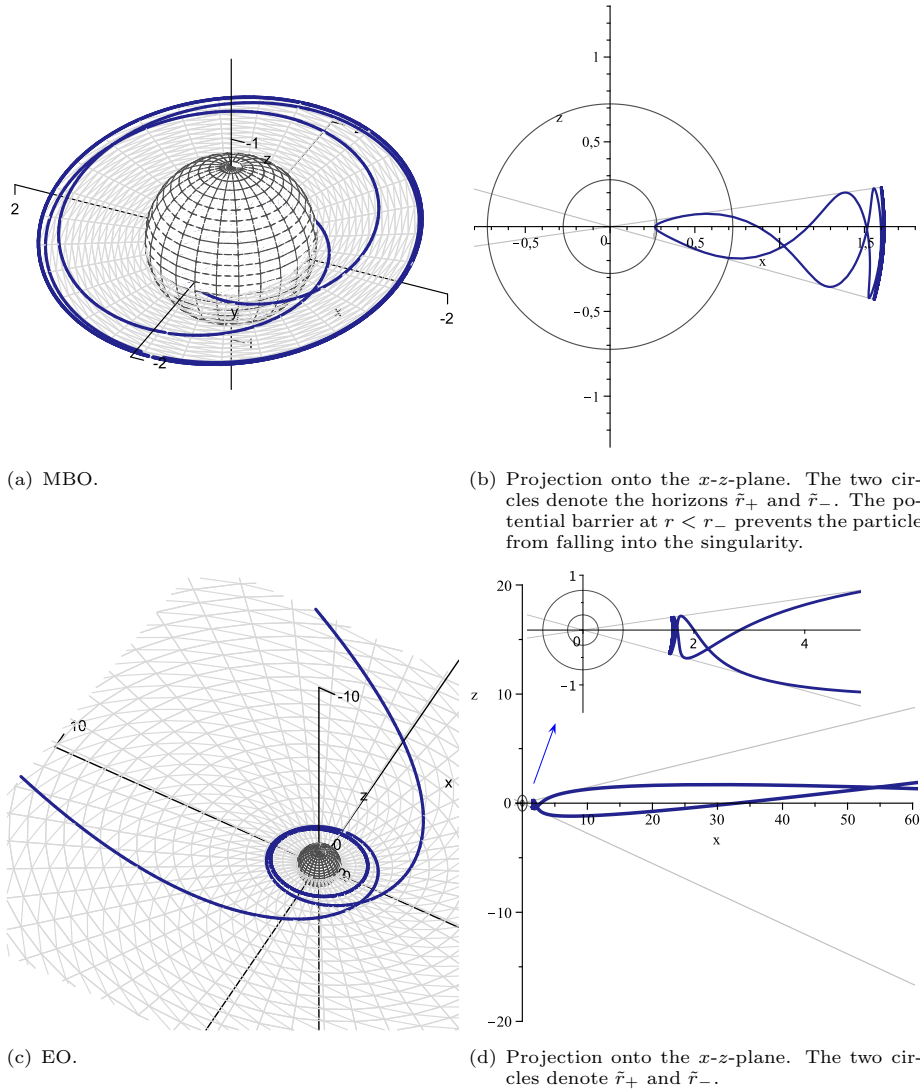 -1
z
2
-2
y
x
-2
-1
1
0,5
z
-0,5
0
0,5
x
1,5
-0,5
-1
(a) MBO.
(b) Projection onto the x-z-plane. The two cir-
cles denote the horizons r̃₊ and r̃₋. The po-
tential barrier at r < r₋ prevents the particle
from falling into the singularity.
-10
10
x
z
0
20
1
0
2
4
-1
10
z
0
10
20
30
40
50
60
x
-10
-20
(c) EO.
(d) Projection onto the x-z-plane. The two cir-
cles denote r̃₊ and r̃₋.